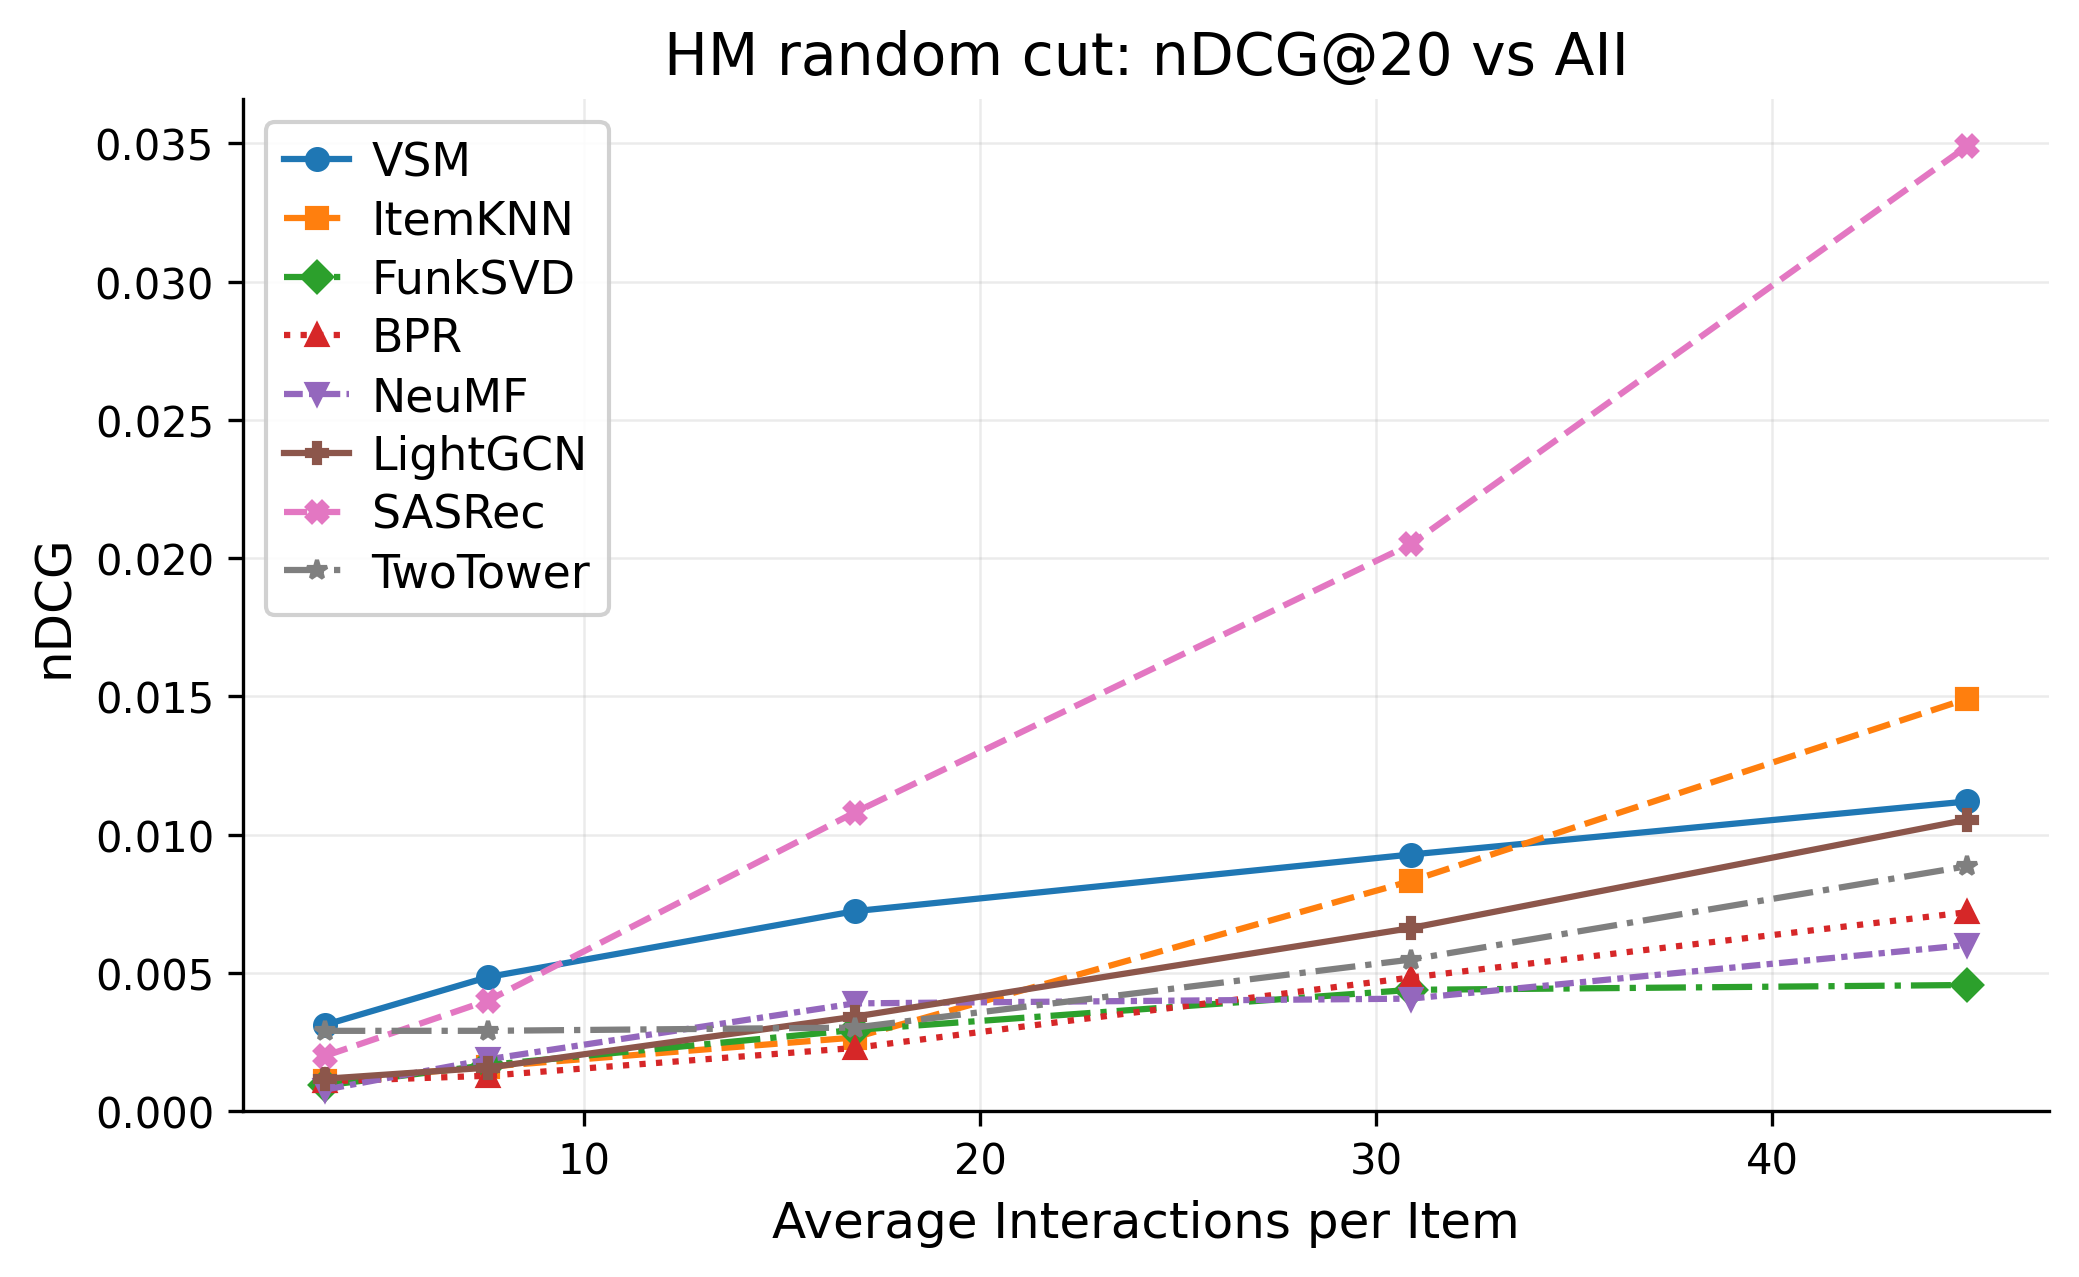 HM random cut: nDCG@20 vs AII
VSM
ItemKNN
FunkSVD
BPR
NeuMF
LightGCN
SASRec
TwoTower
nDCG
0.035
0.030
0.025
0.020
0.015
0.010
0.005
0.000
10 20 30 40
Average Interactions per Item